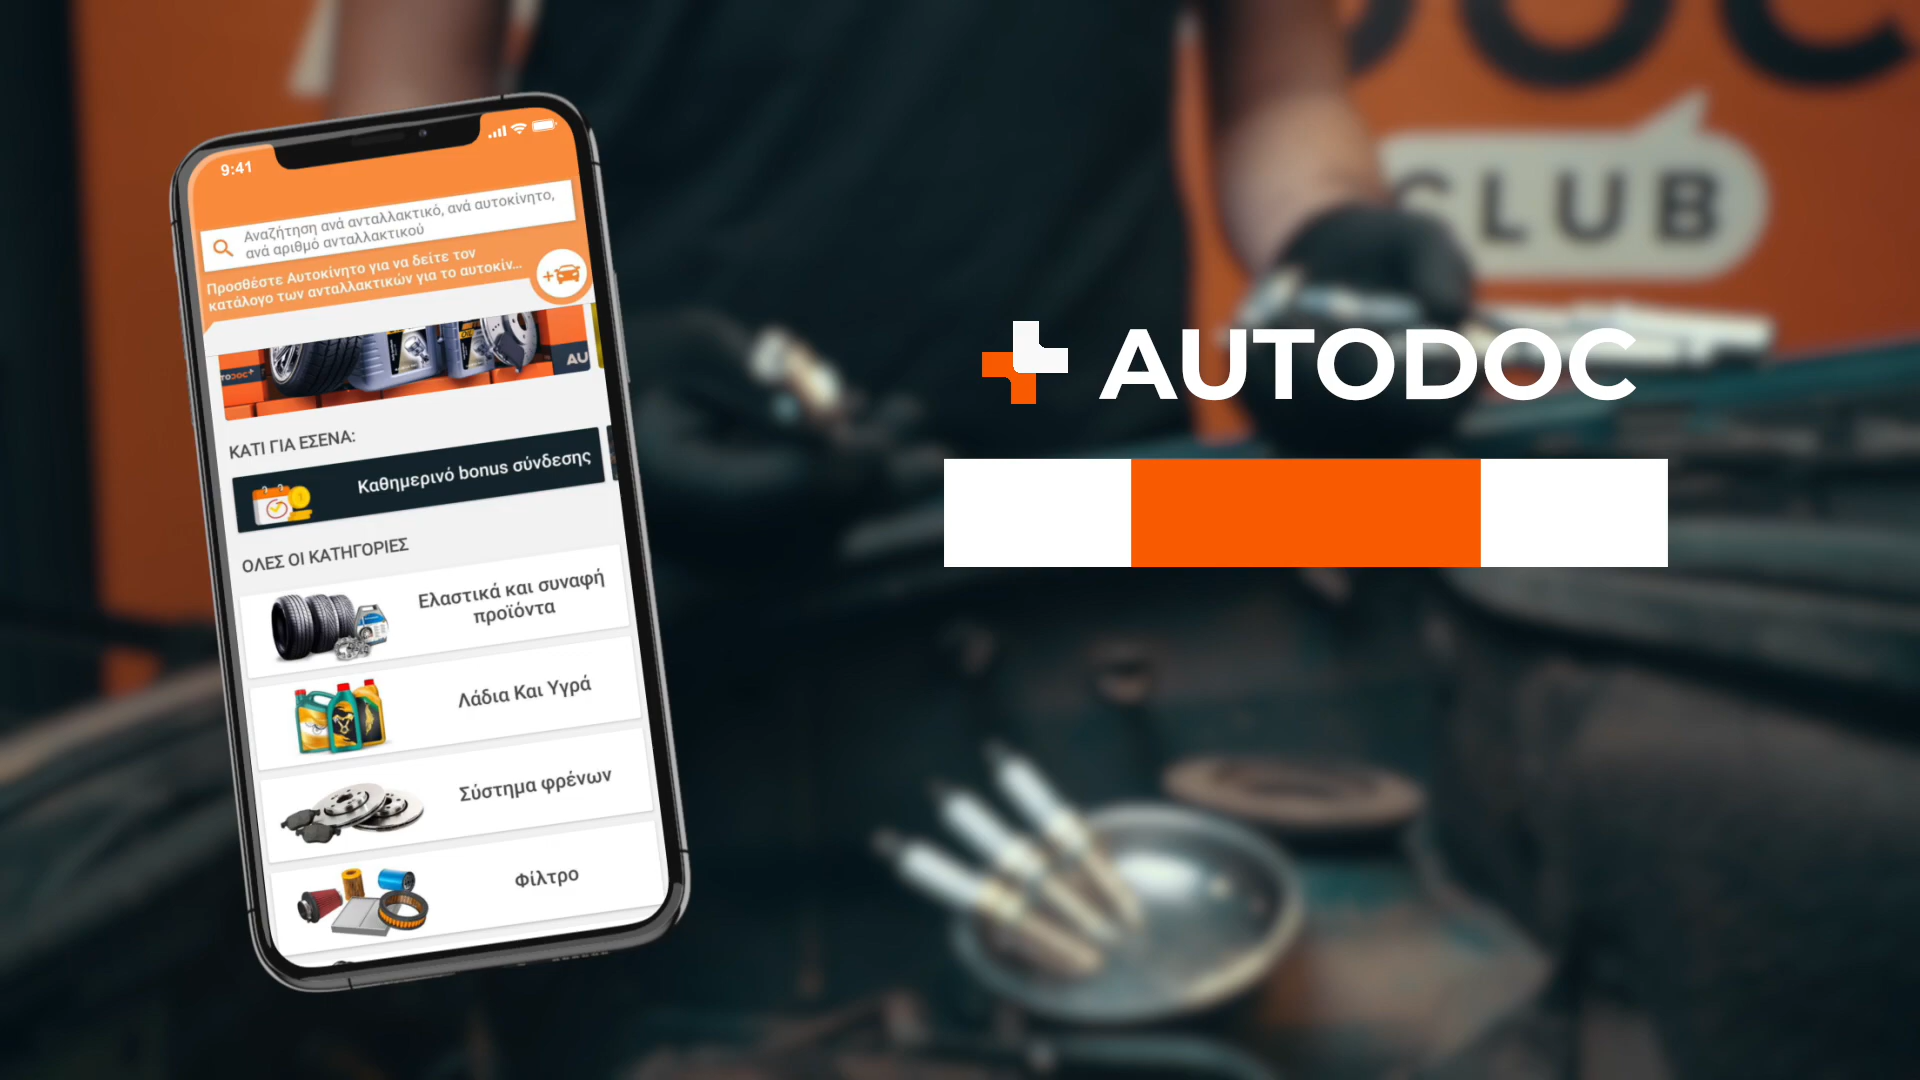 9:41
Αναζήτηση ανά ανταλλακτικό, ανά αυτοκίνητο,
ανά αριθμό ανταλλακτικού
Προσθέστε Αυτοκίνητο για να δείτε τον
κατάλογο των ανταλλακτικών για το αυτοκίν...
AU
ΚΑΤΙ ΓΙΑ ΕΣΕΝΑ:
Καθημερινό bonus σύνδεσης
ΟΛΕΣ ΟΙ ΚΑΤΗΓΟΡΙΕΣ
Ελαστικά και συναφή
προϊόντα
Λάδια Και Υγρά
Σύστημα φρένων
Φίλτρο
AUTODOC
OC
CLUB